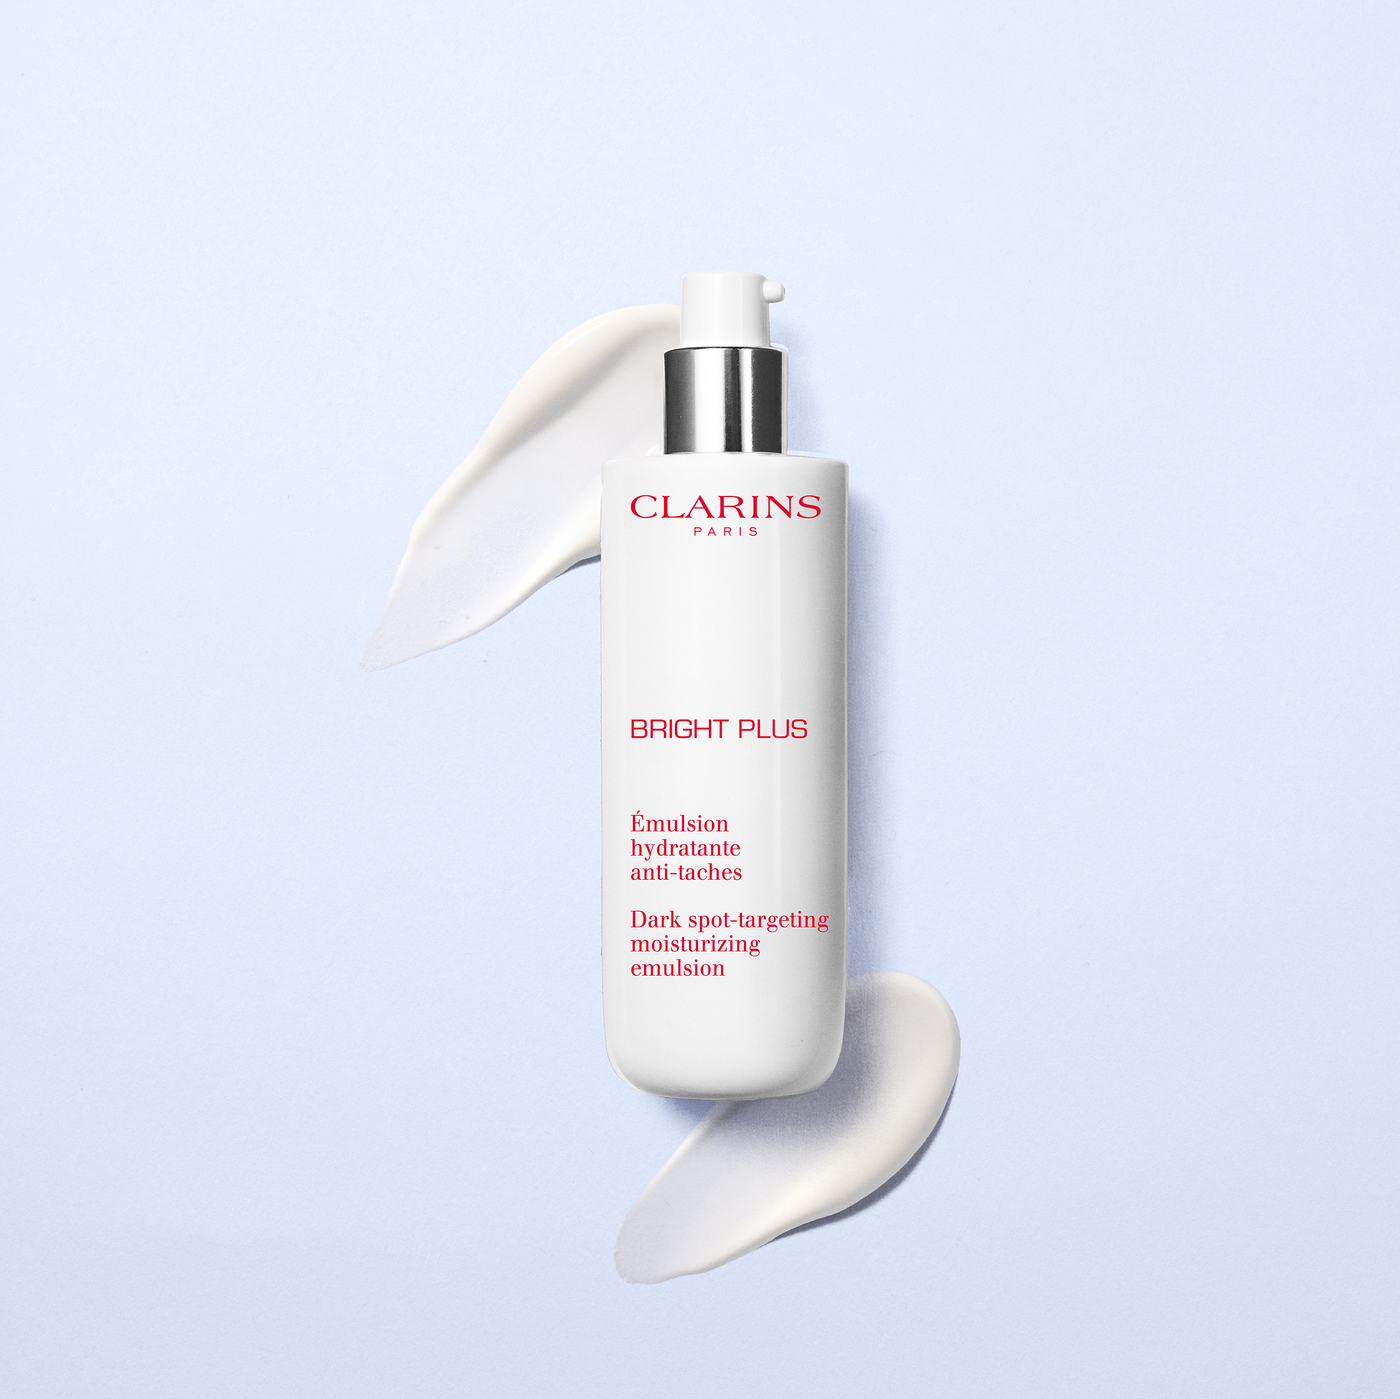 CLARINS
PARIS
BRIGHT PLUS
Émulsion
hydratante
anti-taches
Dark spot-targeting
moisturizing
emulsion